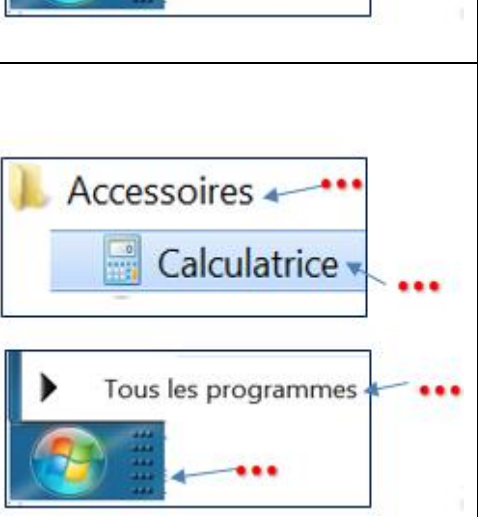 Accessoires ...
Calculatrice
...
Tous les programmes ...
...